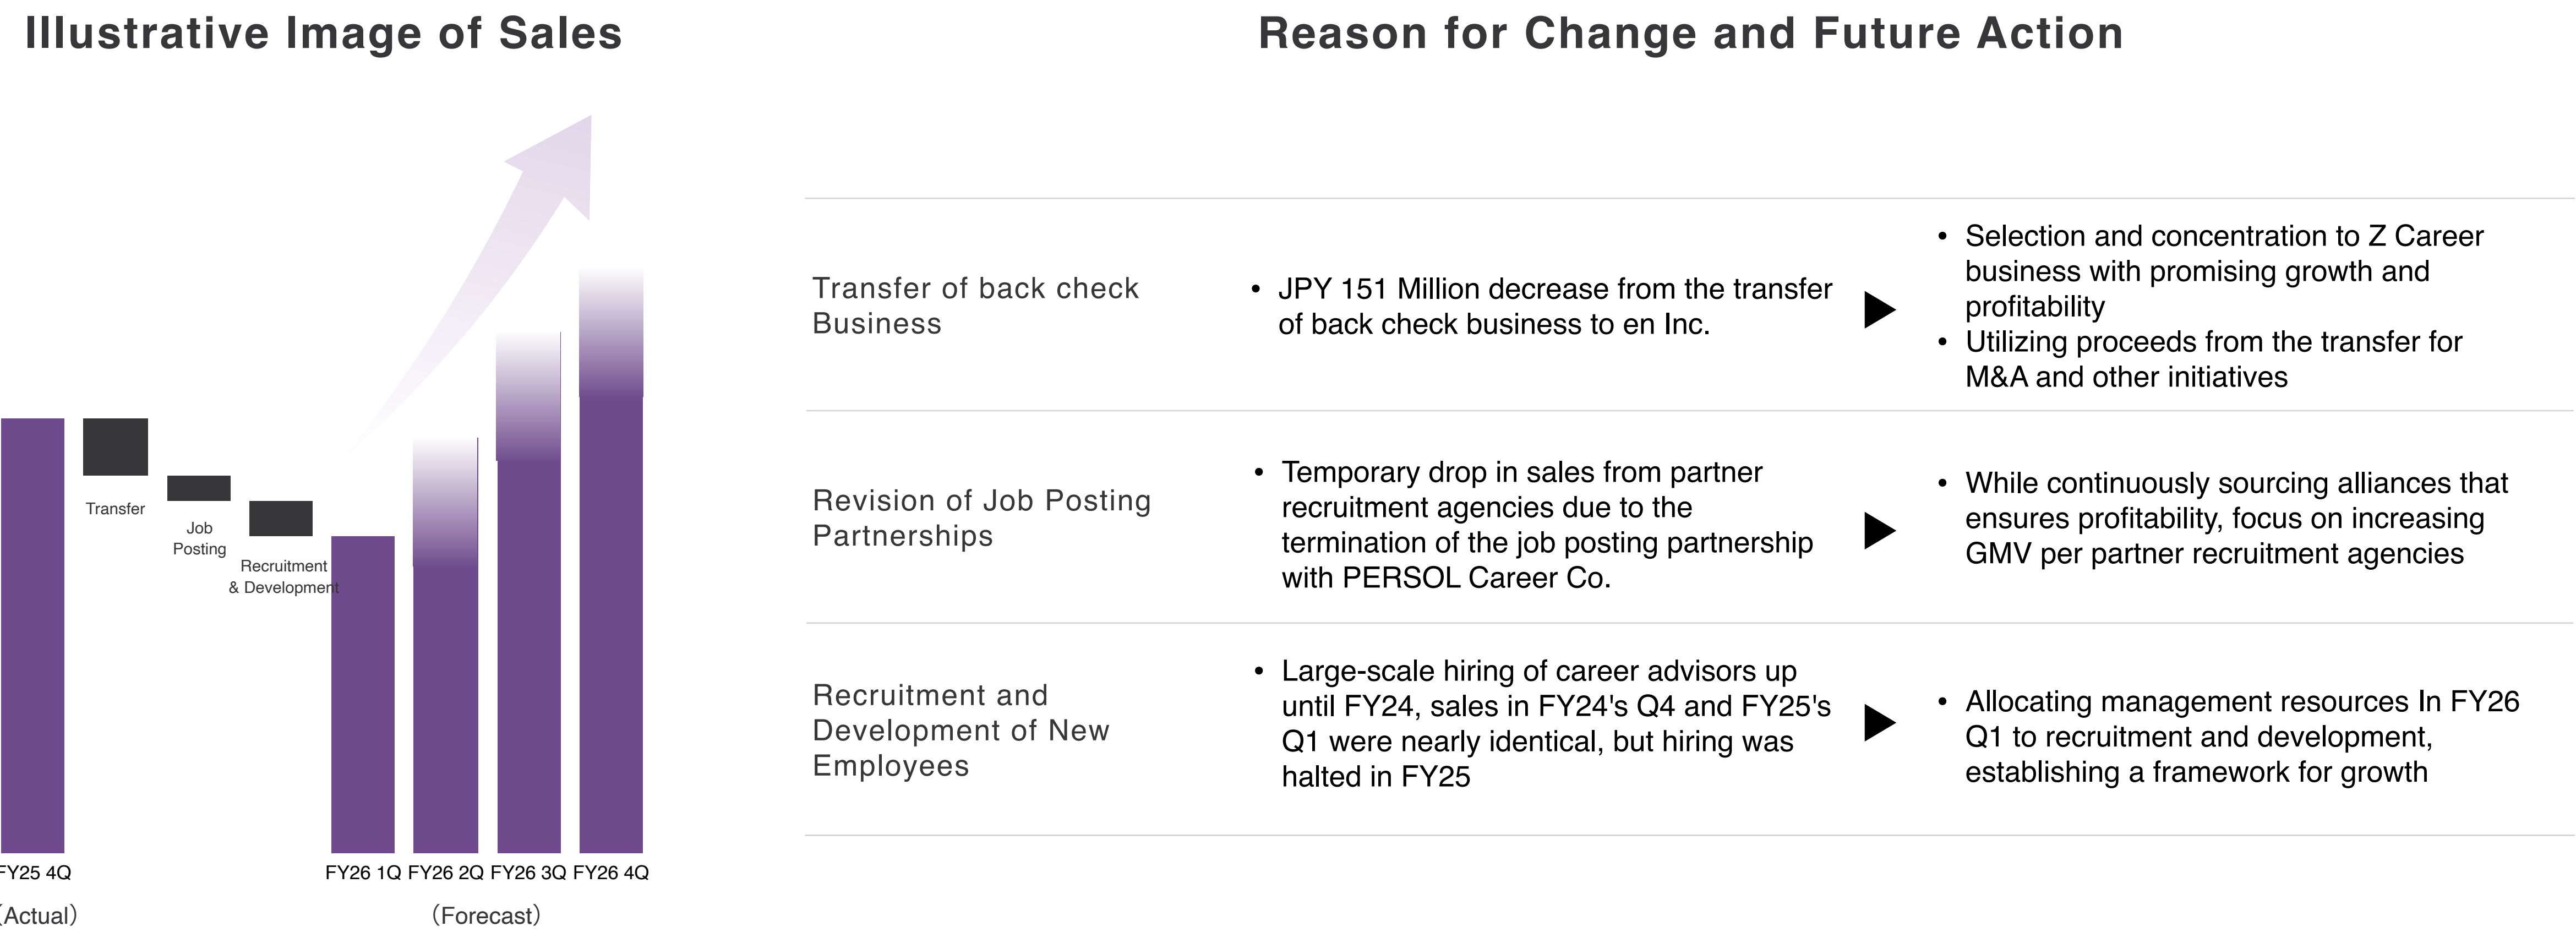 Illustrative Image of Sales
Transfer
Job
Posting
Recruitment
& Development
FY25 4Q
FY26 1Q FY26 2Q FY26 3Q FY26 4Q
(Actual)
(Forecast)
Reason for Change and Future Action
Transfer of back check
Business
• JPY 151 Million decrease from the transfer
of back check business to en Inc.
• Selection and concentration to Z Career
business with promising growth and
profitability
• Utilizing proceeds from the transfer for
M&A and other initiatives
Revision of Job Posting
Partnerships
• Temporary drop in sales from partner
recruitment agencies due to the
termination of the job posting partnership
with PERSOL Career Co.
• While continuously sourcing alliances that
ensures profitability, focus on increasing
GMV per partner recruitment agencies
Recruitment and
Development of New
Employees
• Large-scale hiring of career advisors up
until FY24, sales in FY24's Q4 and FY25's
Q1 were nearly identical, but hiring was
halted in FY25
• Allocating management resources In FY26
Q1 to recruitment and development,
establishing a framework for growth